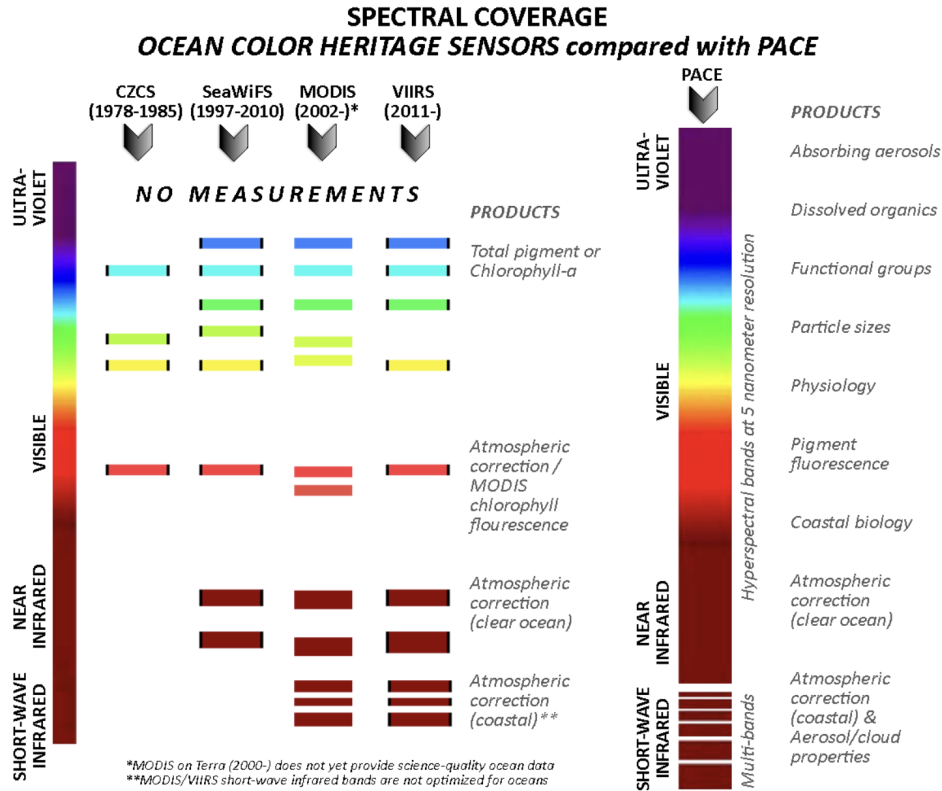 SPECTRAL COVERAGE
OCEAN COLOR HERITAGE SENSORS compared with PACE
CZCS
(1978-1985)
SeaWiFS
(1997-2010)
MODIS
(2002-)*
VIIRS
(2011-)
ULTRA-
VIOLET
VISIBLE
NEAR
INFRARED
SHORT-WAVE
INFRARED
NO MEASUREMENTS
PRODUCTS
Total pigment or
Chlorophyll-a
Atmospheric
correction /
MODIS
chlorophyll
flourescence
Atmospheric
correction
(clear ocean)
Atmospheric
correction
(coastal)**
*MODIS on Terra (2000-) does not yet provide science-quality ocean data
**MODIS/VIIRS short-wave infrared bands are not optimized for oceans
PACE
ULTRA-
VIOLET
VISIBLE
NEAR
INFRARED
SHORT-WAVE
INFRARED
Hyperspectral bands at 5 nanometer resolution
Multi-bands
PRODUCTS
Absorbing aerosols
Dissolved organics
Functional groups
Particle sizes
Physiology
Pigment
fluorescence
Coastal biology
Atmospheric
correction
(clear ocean)
Atmospheric
correction
(coastal) &
Aerosol/cloud
properties